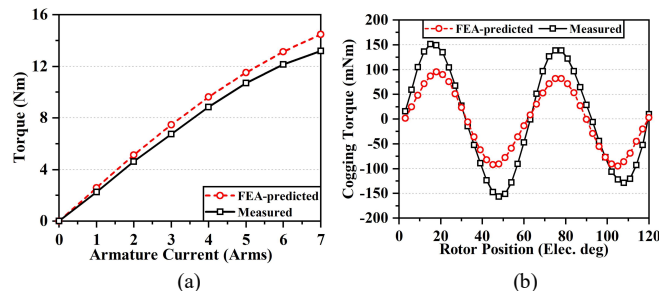 16
12
8
4
0
Torque (Nm)
FEA-predicted
Measured
0 1 2 3 4 5 6 7
Armature Current (Arms)
(a)
200
150
100
50
0
-50
-100
-150
-200
Cogging Torque (mNm)
FEA-predicted Measured
0 20 40 60 80 100 120
Rotor Position (Elec. deg)
(b)